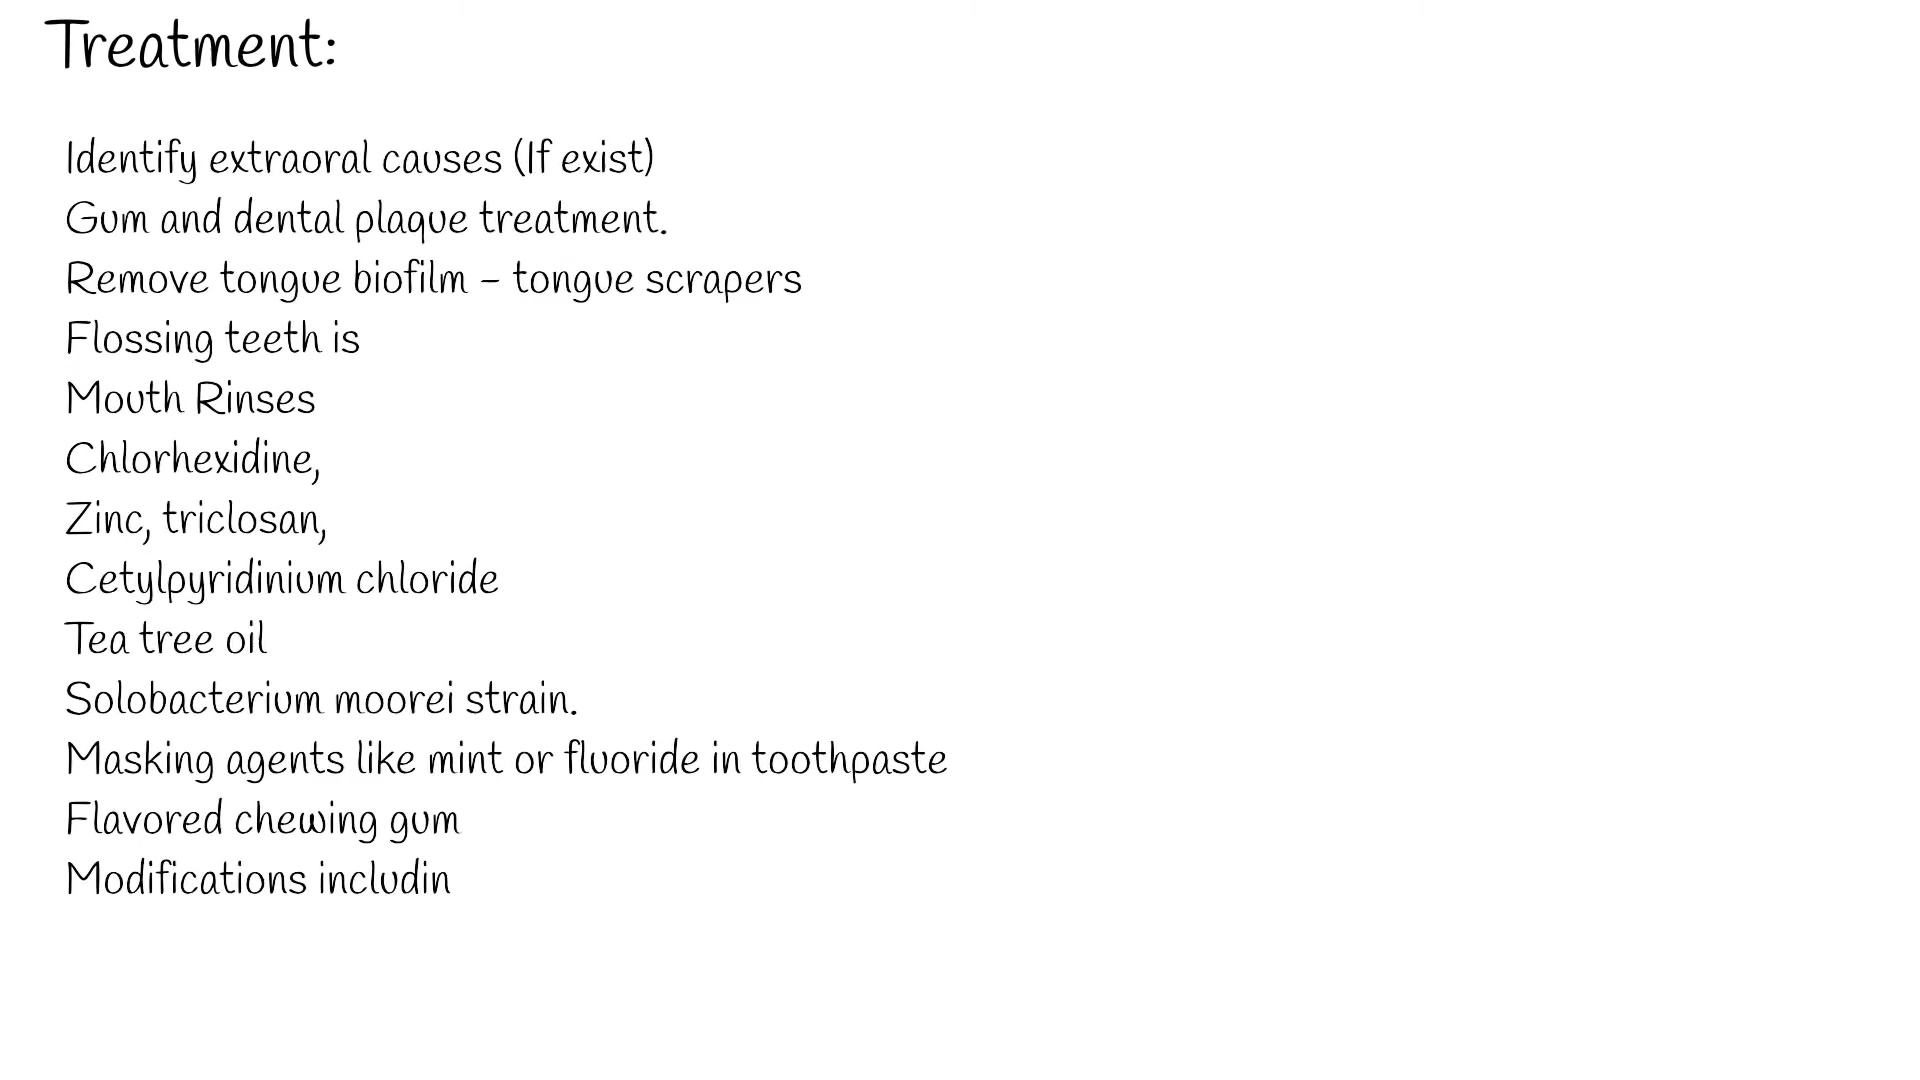 Treatment:
Identify extraoral causes (If exist)
Gum and dental plaque treatment.
Remove tongue biofilm – tongue scrapers
Flossing teeth is
Mouth Rinses
Chlorhexidine,
Zinc, triclosan,
Cetylpyridinium chloride
Tea tree oil
Solobacterium moorei strain.
Masking agents like mint or fluoride in toothpaste
Flavored chewing gum
Modifications includin